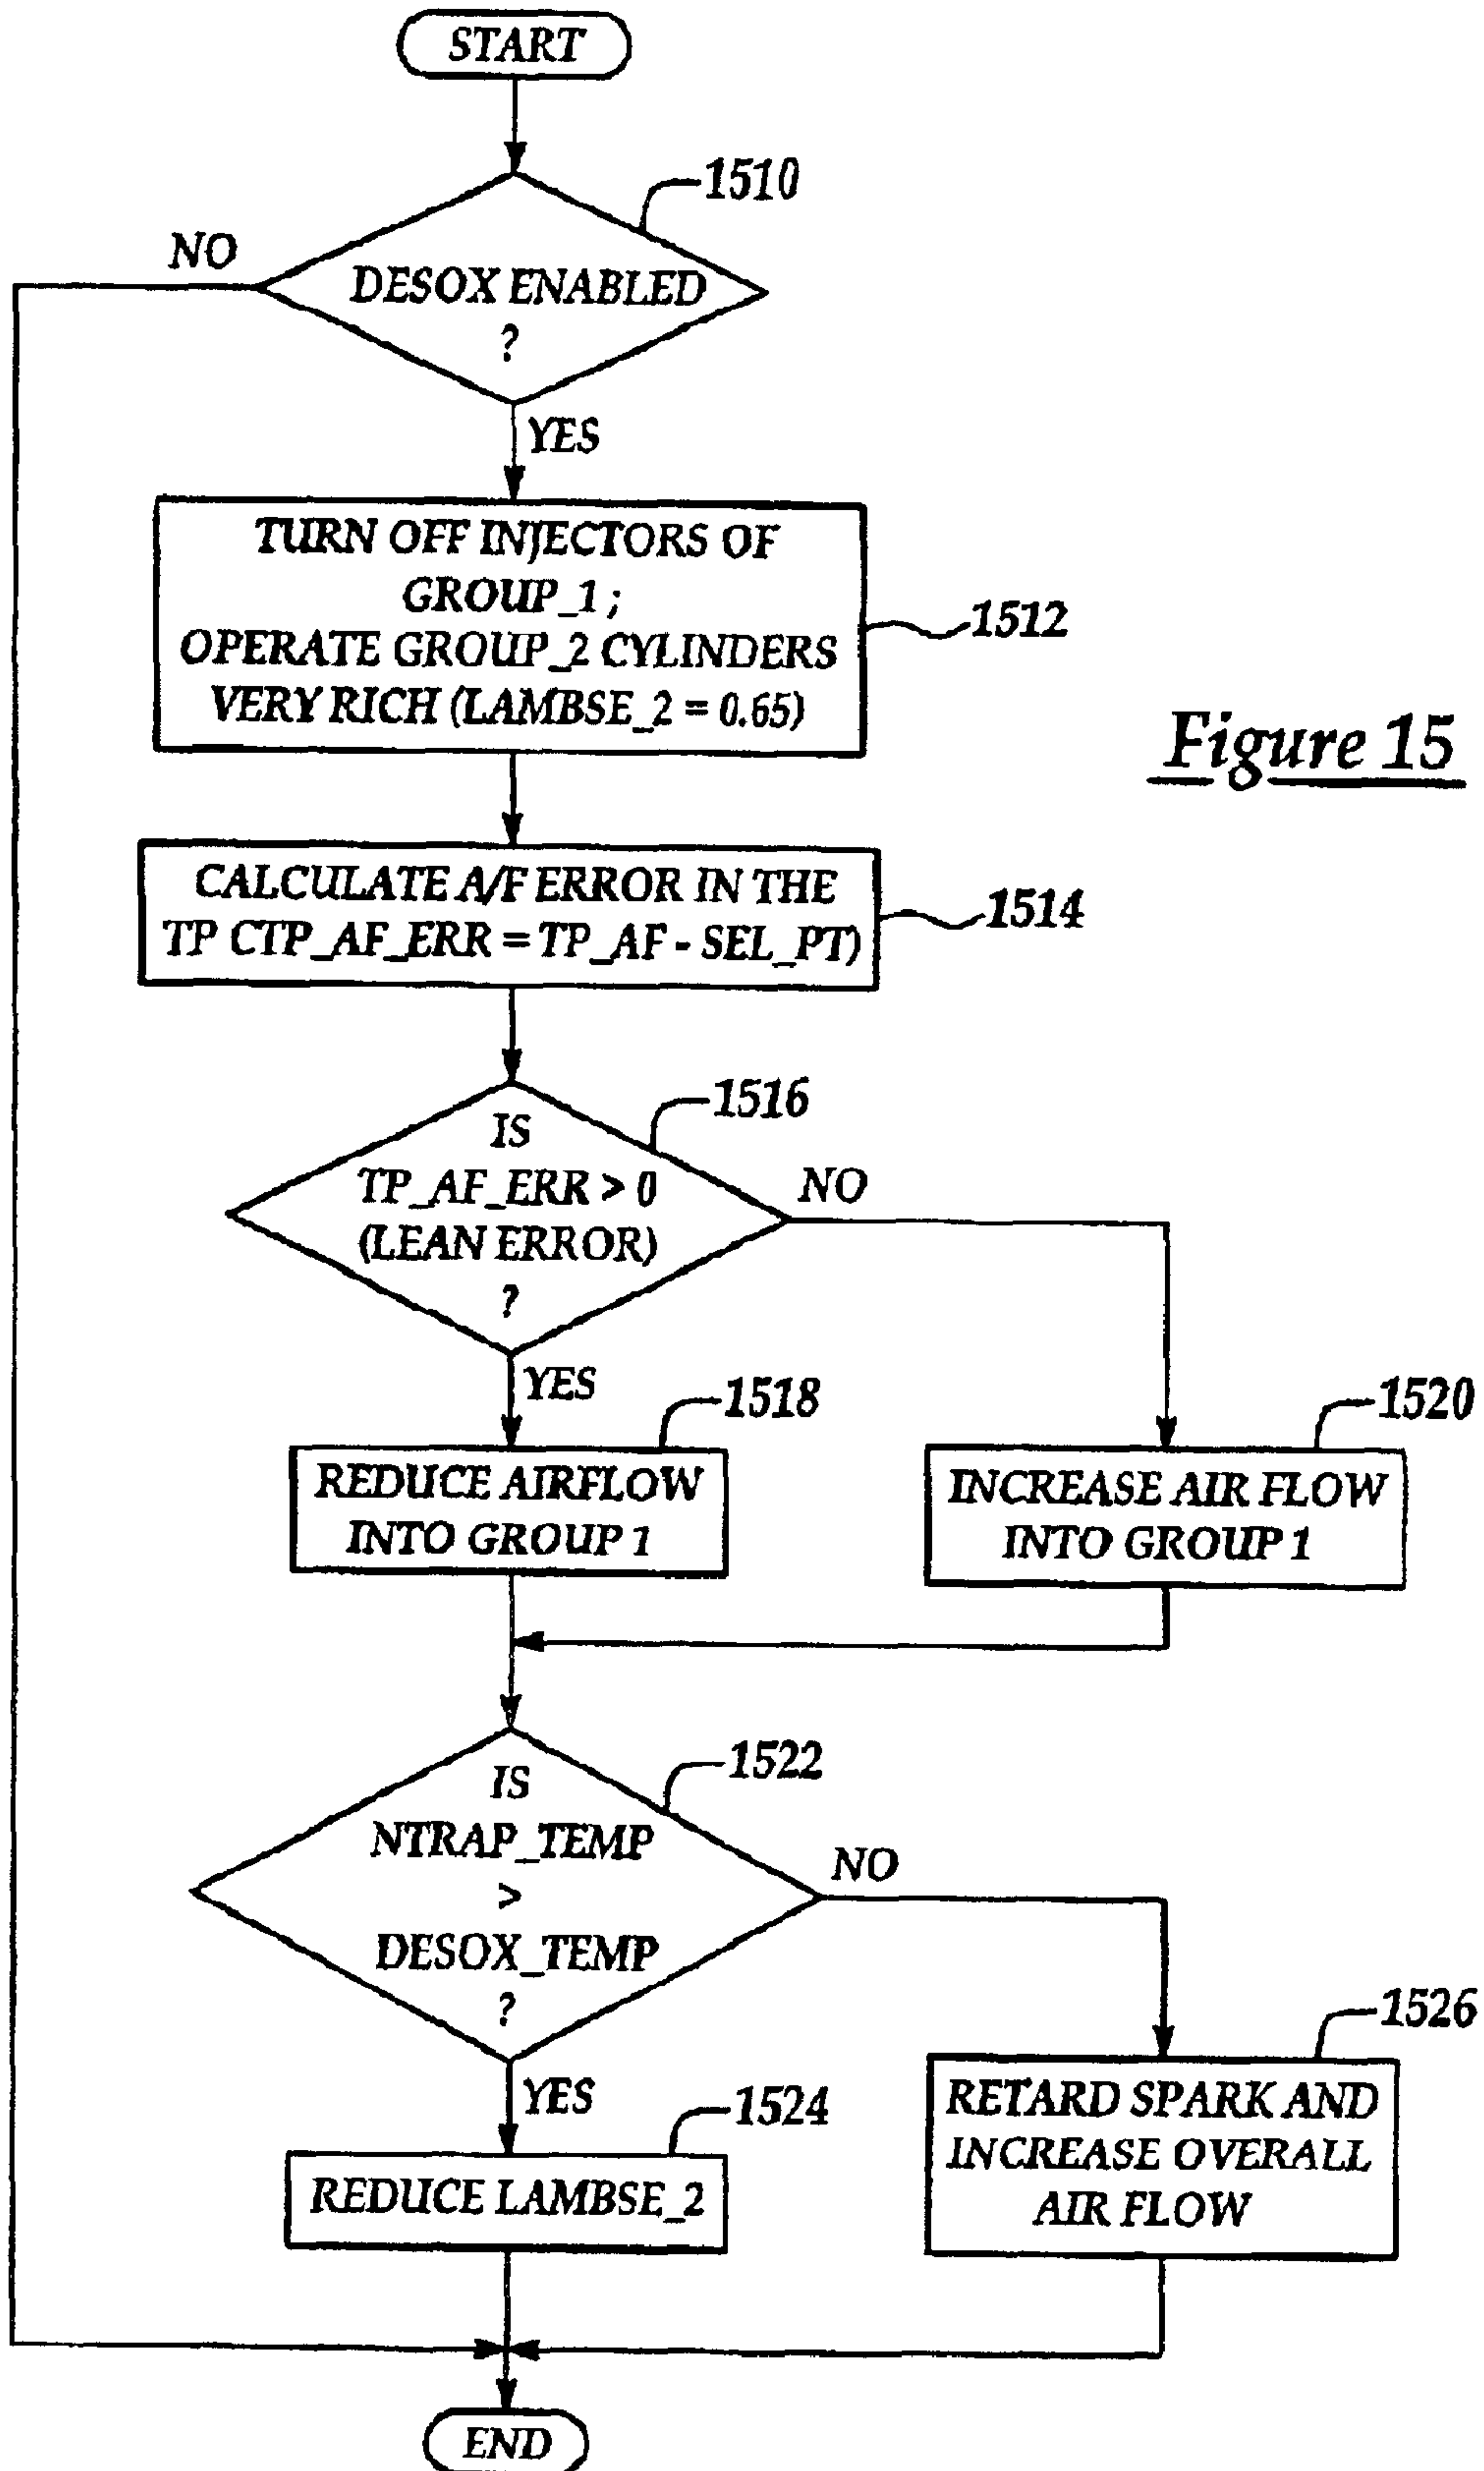 START
1510
NO
DESOX ENABLED
?
YES
TURN OFF INJECTORS OF
GROUP_1 ;
OPERATE GROUP_2 CYLINDERS
VERY RICH (LAMBSE_2 = 0.65)
1512
Figure 15
CALCULATE A/F ERROR IN THE
TP CTP_AF_ERR = TP_AF - SEL_PT)
1514
1516
IS
TP_AF_ERR > 0
(LEAN ERROR)
?
NO
YES
1518
1520
REDUCE AIRFLOW
INTO GROUP 1
INCREASE AIR FLOW
INTO GROUP 1
1522
IS
NTRAP_TEMP
>
DESOX_TEMP
?
NO
YES
1524
1526
REDUCE LAMBSE_2
RETARD SPARK AND
INCREASE OVERALL
AIR FLOW
END